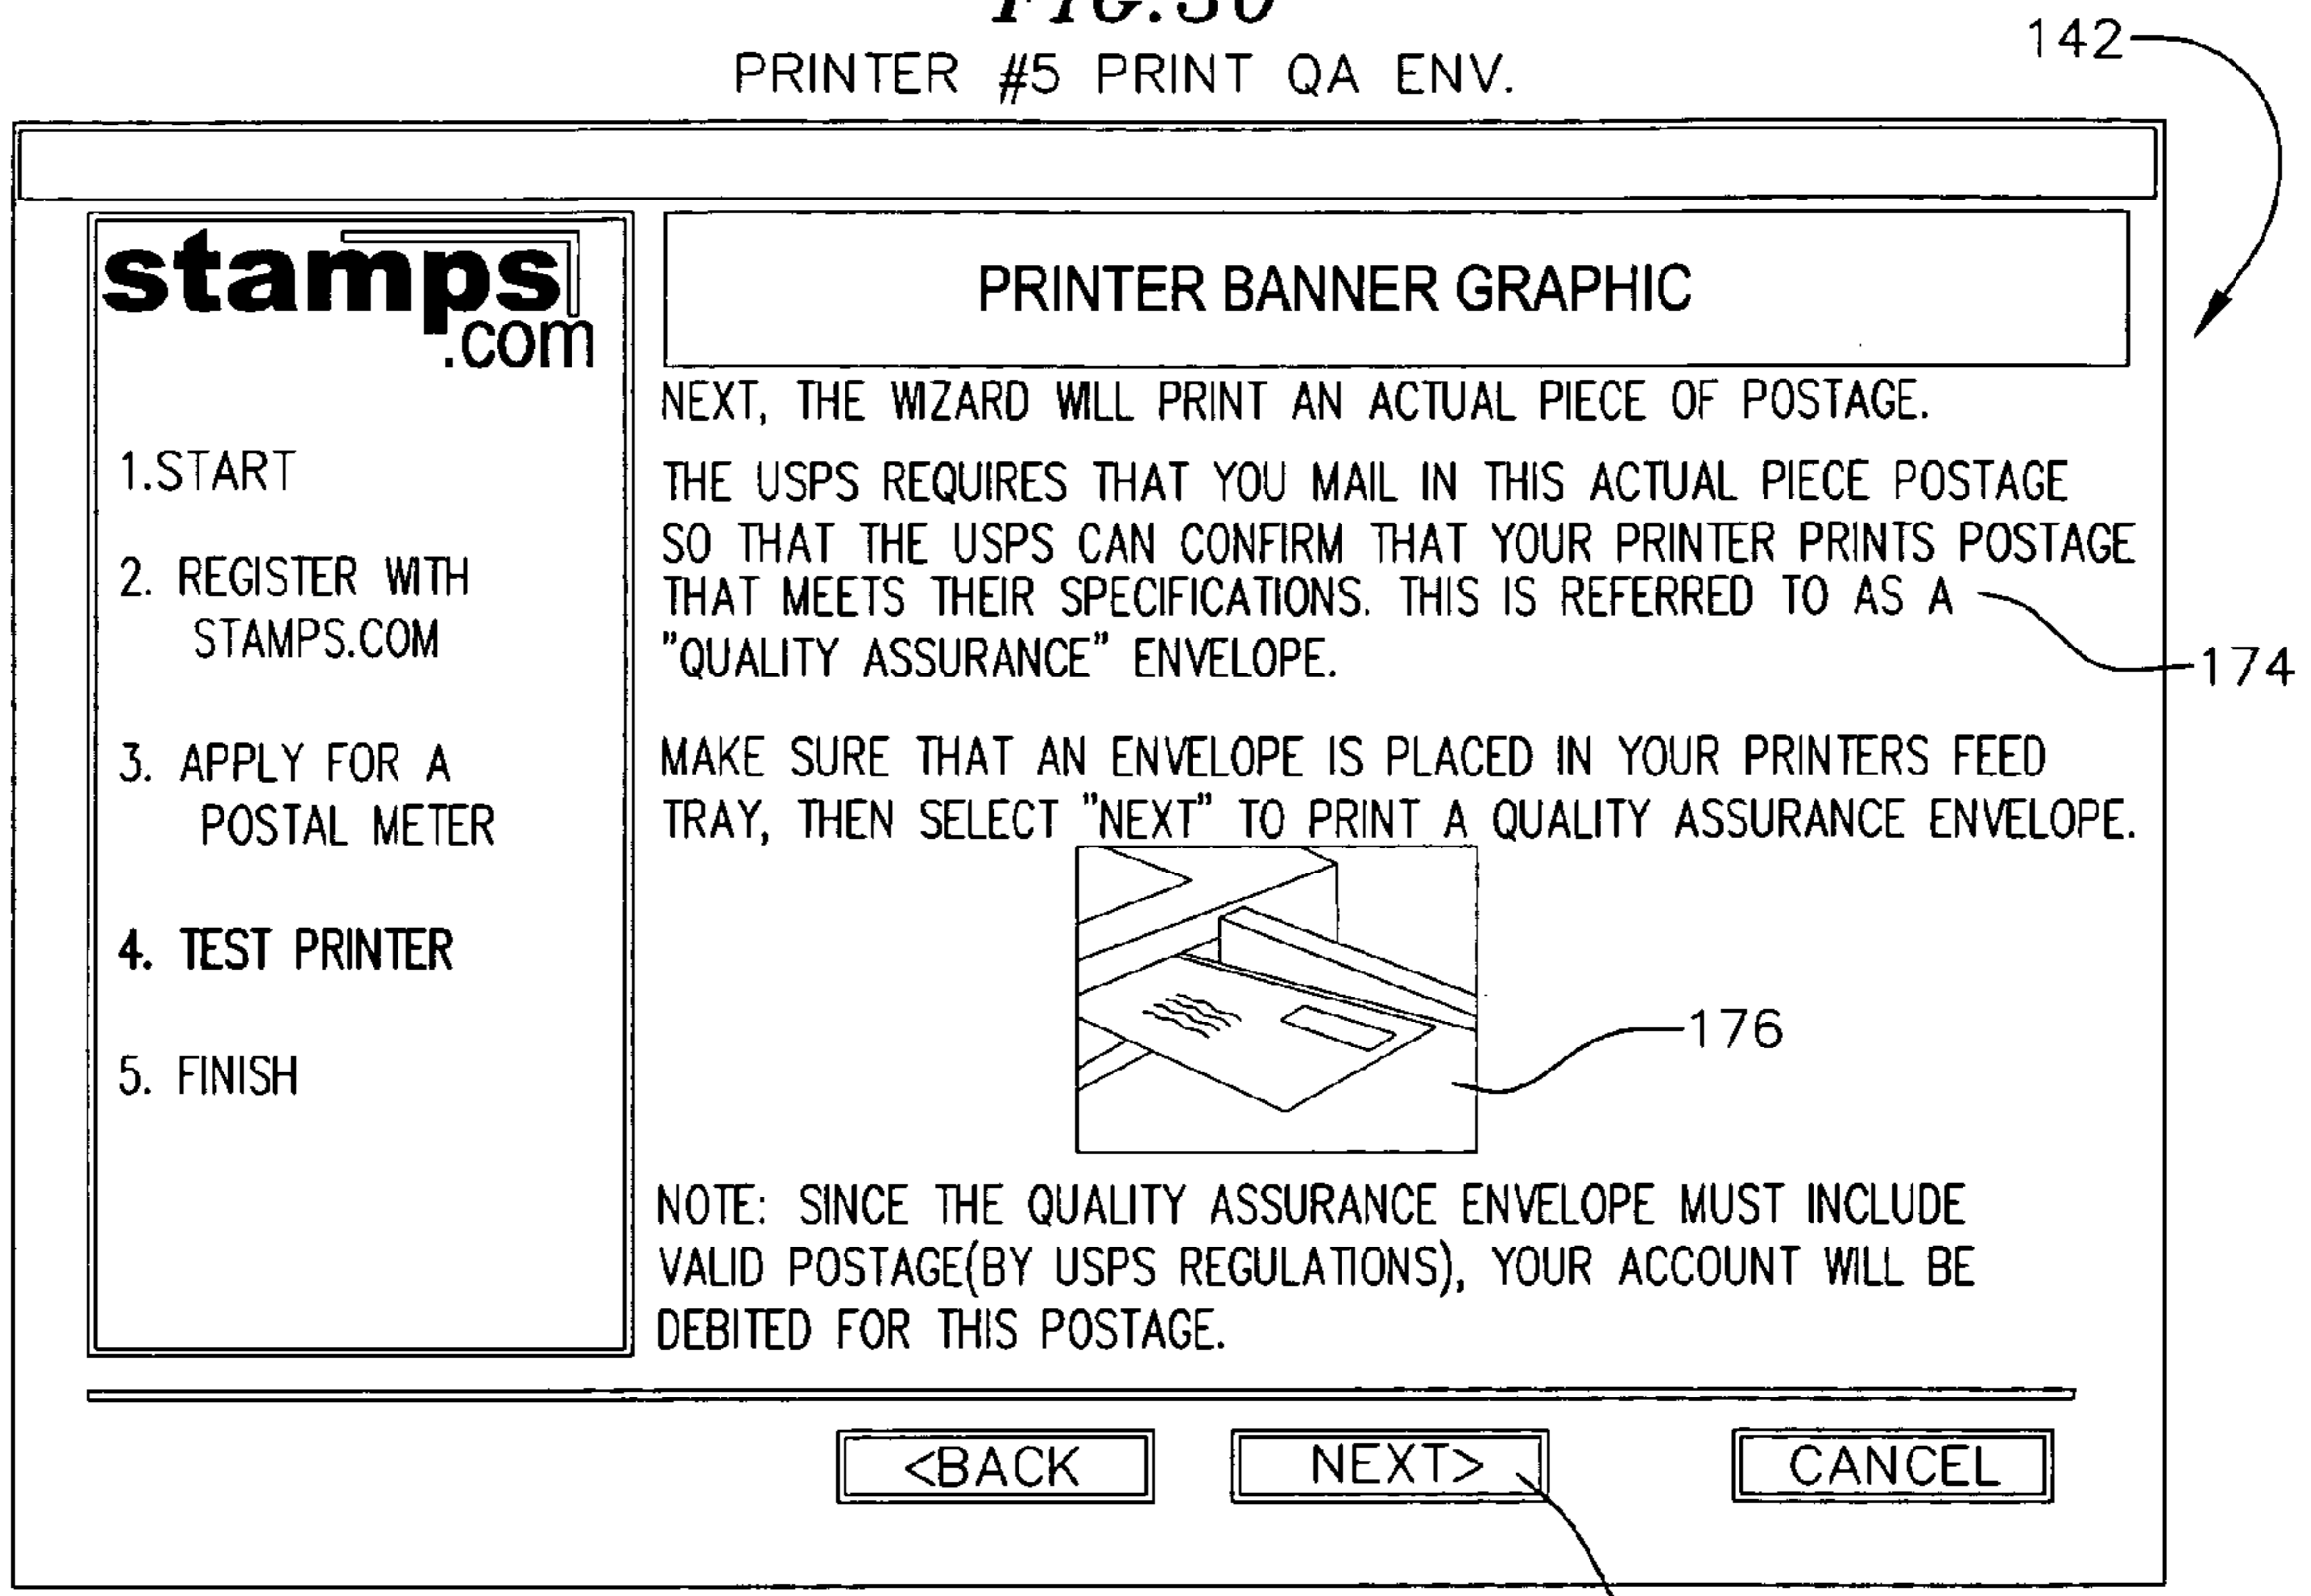 FIG. 30
PRINTER #5 PRINT QA ENV.
142
stamps
.com
PRINTER BANNER GRAPHIC
1.START
2. REGISTER WITH
STAMPS.COM
3. APPLY FOR A
POSTAL METER
4. TEST PRINTER
5. FINISH
NEXT, THE WIZARD WILL PRINT AN ACTUAL PIECE OF POSTAGE.
THE USPS REQUIRES THAT YOU MAIL IN THIS ACTUAL PIECE POSTAGE
SO THAT THE USPS CAN CONFIRM THAT YOUR PRINTER PRINTS POSTAGE
THAT MEETS THEIR SPECIFICATIONS. THIS IS REFERRED TO AS A
"QUALITY ASSURANCE" ENVELOPE.
174
MAKE SURE THAT AN ENVELOPE IS PLACED IN YOUR PRINTERS FEED
TRAY, THEN SELECT "NEXT" TO PRINT A QUALITY ASSURANCE ENVELOPE.
176
NOTE: SINCE THE QUALITY ASSURANCE ENVELOPE MUST INCLUDE
VALID POSTAGE(BY USPS REGULATIONS), YOUR ACCOUNT WILL BE
DEBITED FOR THIS POSTAGE.
<BACK
NEXT>
CANCEL